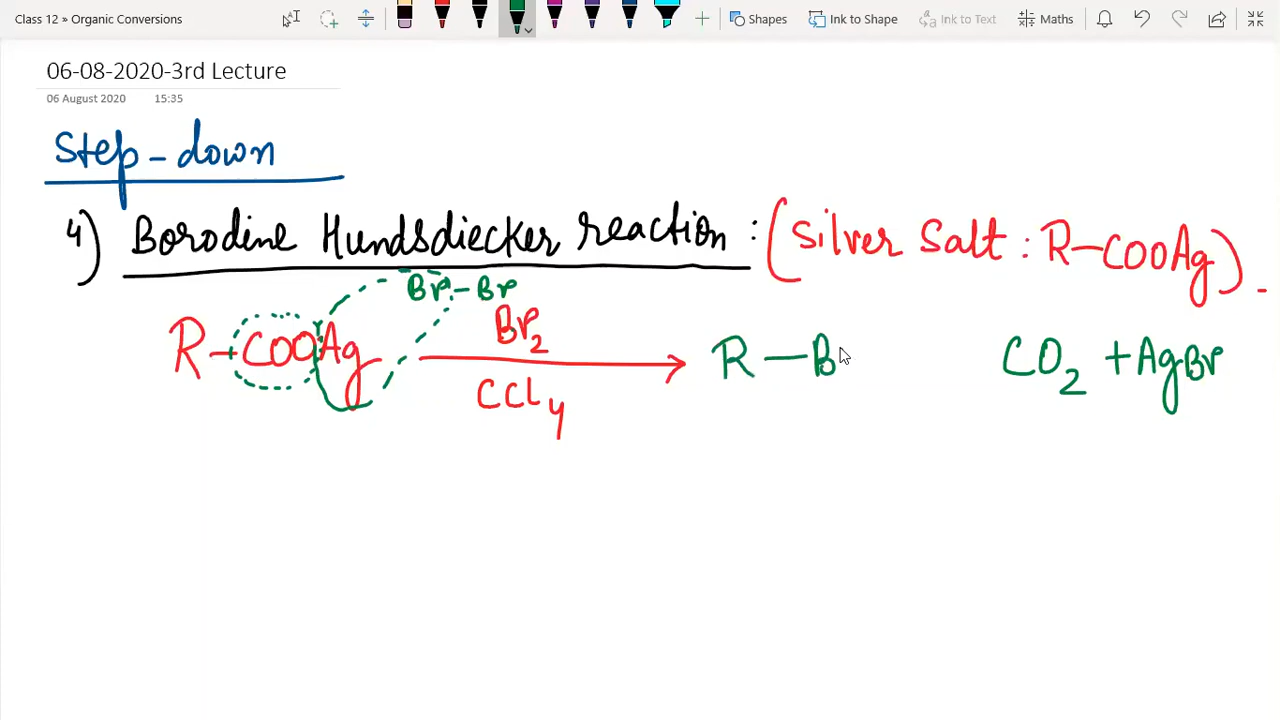 Class 12 » Organic Conversions
Shapes
Ink to Shape
Ink to Text
Maths
06-08-2020-3rd Lecture
06 August 2020 15:35
Step-down
4) Borodine Hundsdiecker reaction : (Silver Salt : R-COOAg).
Br-Br
R-COOAg Br2 CCl4 → R-B CO2 + AgBr